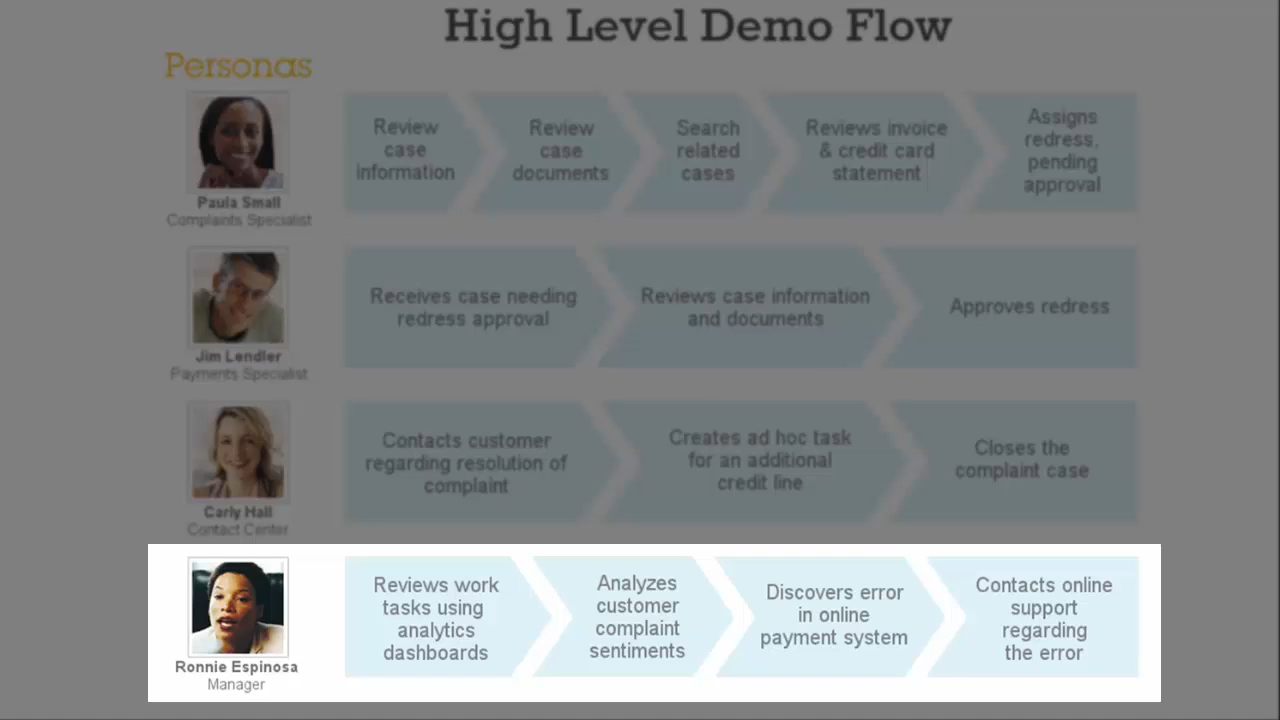 High Level Demo Flow
Personas
Review
case
information
Review
case
documents
Search
related
cases
Reviews invoice
& credit card
statement
Assigns
redress,
pending
approval
Paula Small
Complaints Specialist
Receives case needing
redress approval
Reviews case information
and documents
Approves redress
Jim Lendler
Payments Specialist
Contacts customer
regarding resolution of
complaint
Creates ad hoc task
for an additional
credit line
Closes the
complaint case
Carly Hall
Contact Center
Reviews work
tasks using
analytics
dashboards
Analyzes
customer
complaint
sentiments
Discovers error
in online
payment system
Contacts online
support
regarding
the error
Ronnie Espinosa
Manager